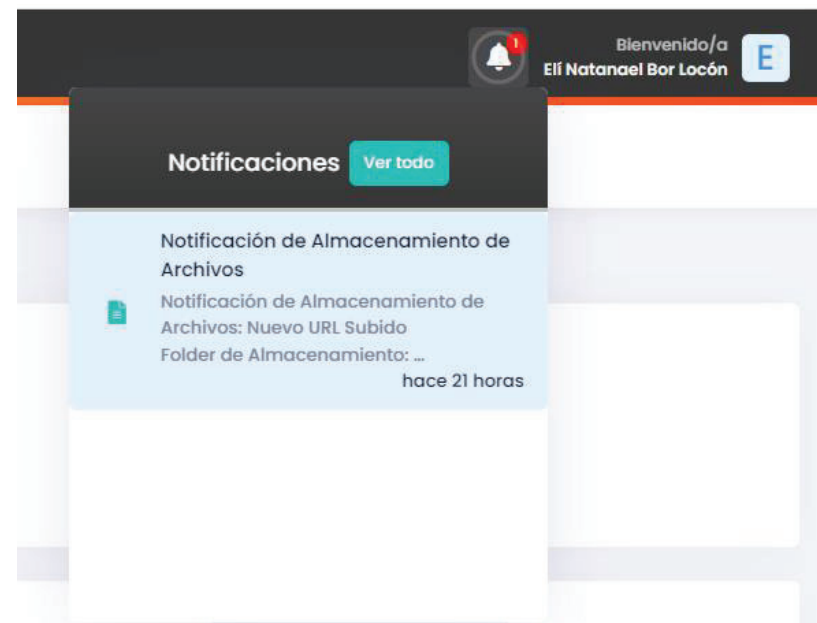 1
Bienvenido/a
Elí Natanael Bor Locón
E
Notificaciones
Ver todo
Notificación de Almacenamiento de
Archivos
Notificación de Almacenamiento de
Archivos: Nuevo URL Subido
Folder de Almacenamiento: ...
hace 21 horas